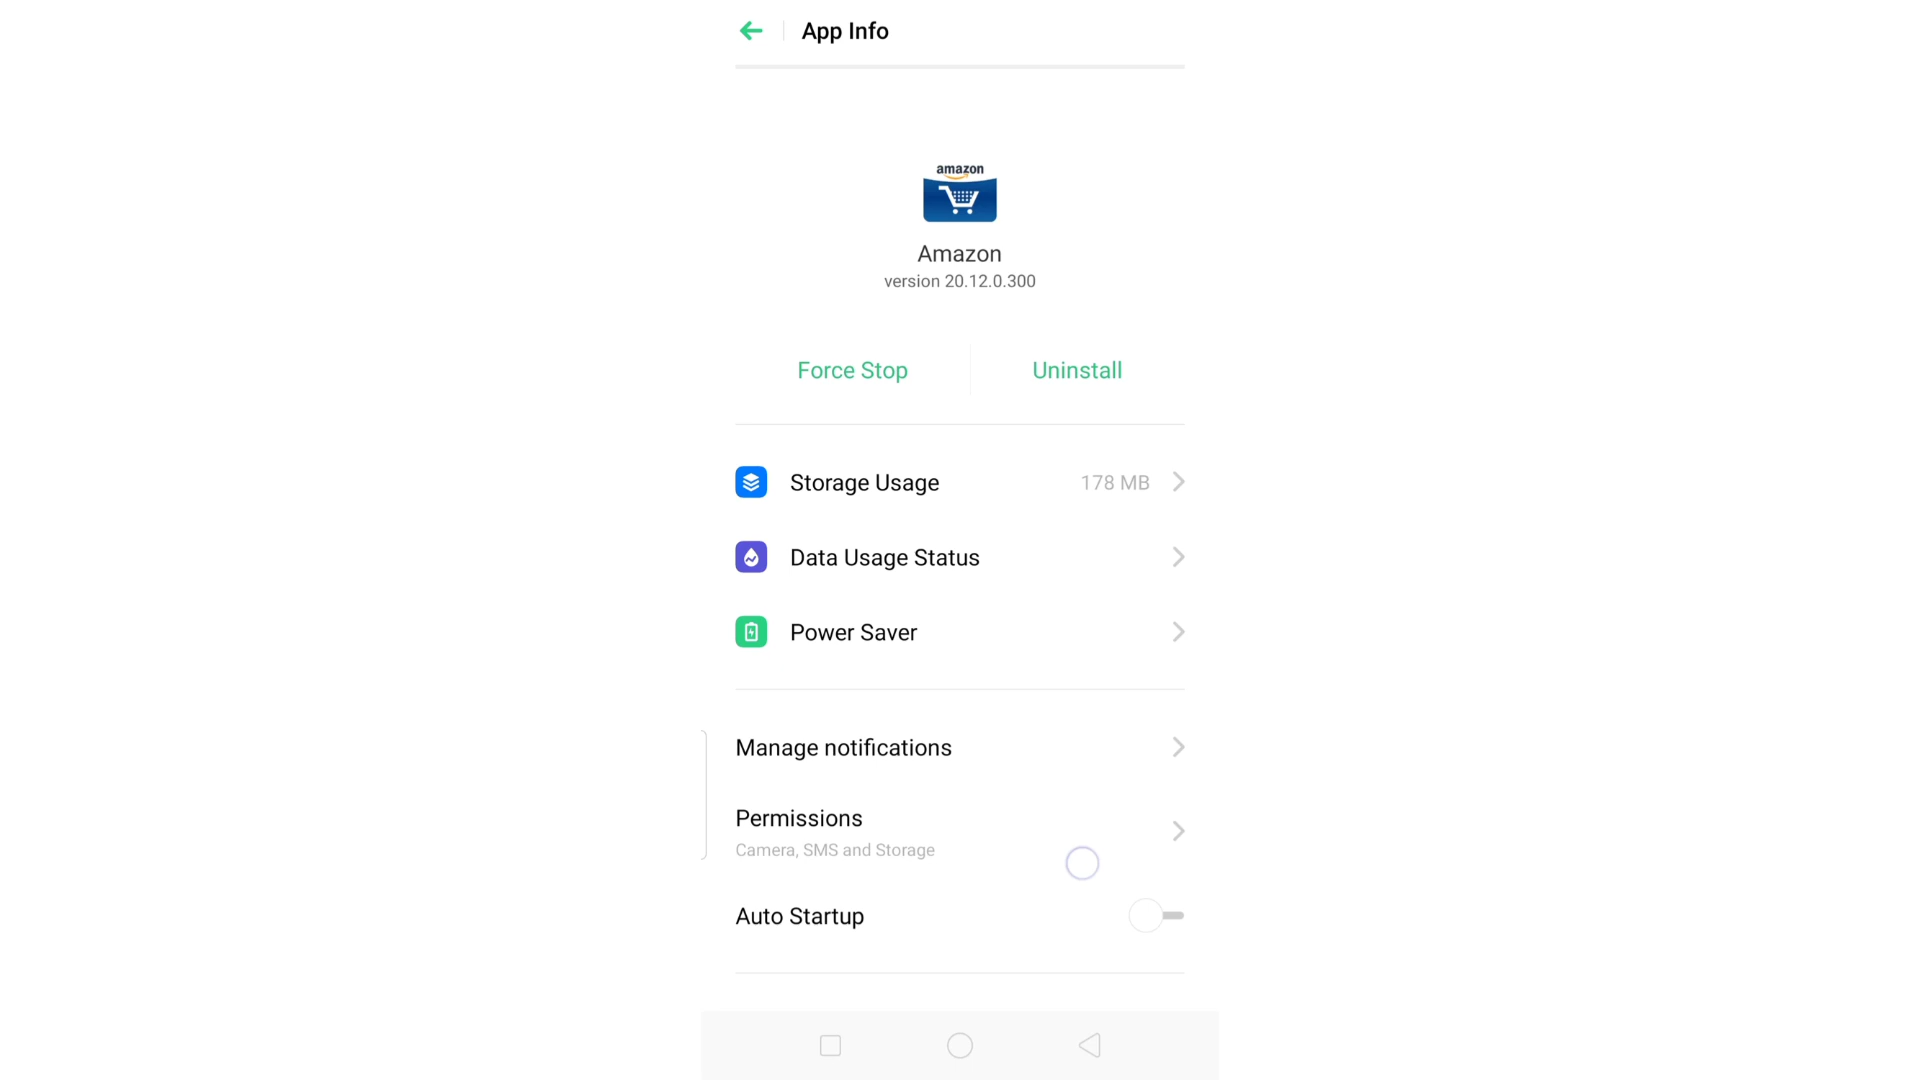 App Info
amazon
Amazon
version 20.12.0.300
Force Stop
Uninstall
Storage Usage 178 MB
Data Usage Status
Power Saver
Manage notifications
Permissions
Camera, SMS and Storage
Auto Startup